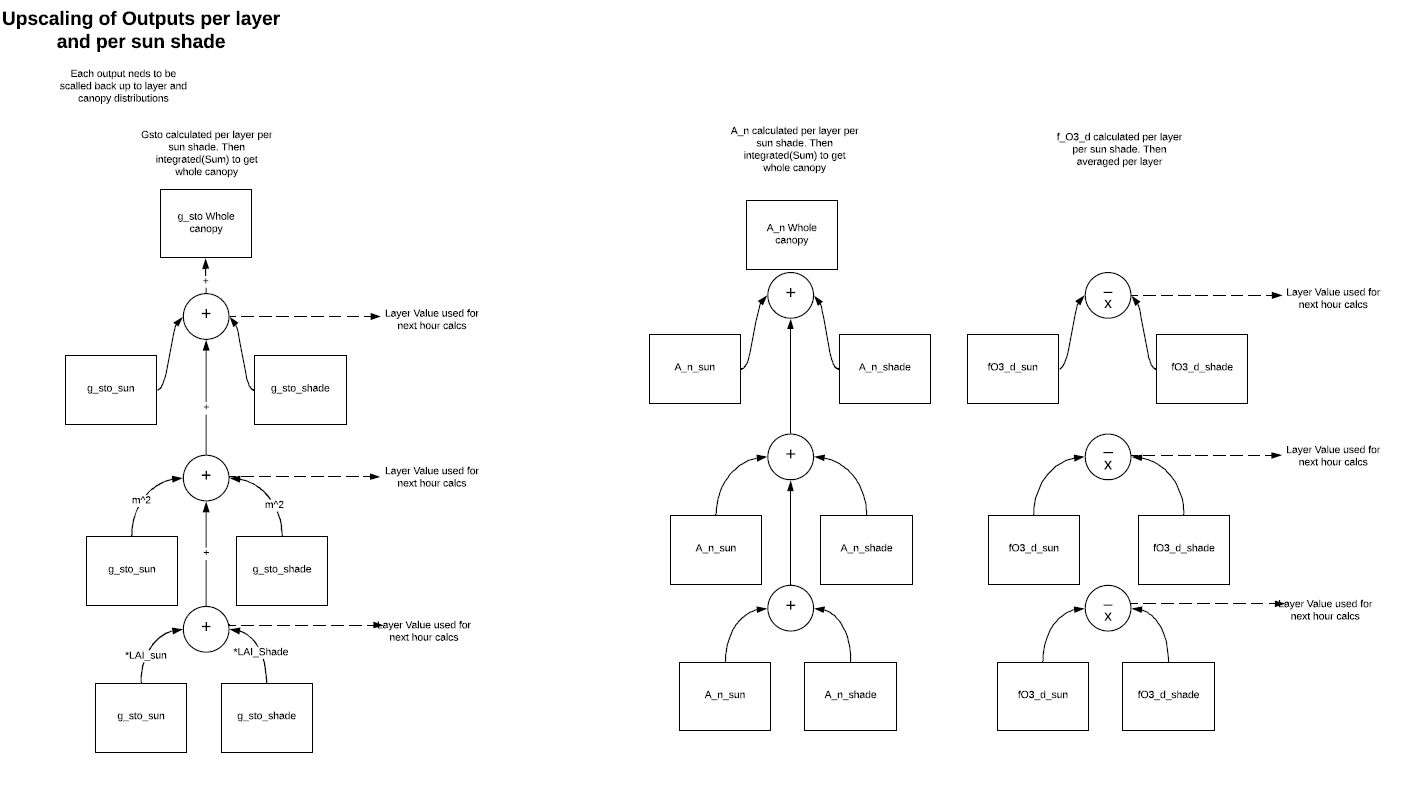 Upscaling of Outputs per layer
and per sun shade
Each output neds to be
scalled back up to layer and
canopy distributions
Gsto calculated per layer per
sun shade. Then
integrated(Sum) to get
whole canopy
g_sto Whole
canopy
+
+
Layer Value used for
next hour calcs
g_sto_sun
g_sto_shade
+
+
Layer Value used for
next hour calcs
m^2
m^2
g_sto_sun
g_sto_shade
+
+
Layer Value used for
next hour calcs
*LAI_sun
*LAI_Shade
g_sto_sun
g_sto_shade
A_n calculated per layer per
sun shade. Then
integrated(Sum) to get
whole canopy
A_n Whole
canopy
+
A_n_sun
A_n_shade
+
A_n_sun
A_n_shade
+
A_n_sun
A_n_shade
f_O3_d calculated per layer
per sun shade. Then
averaged per layer
_
x
Layer Value used for
next hour calcs
fO3_d_sun
fO3_d_shade
_
x
Layer Value used for
next hour calcs
fO3_d_sun
fO3_d_shade
_
x
Layer Value used for
next hour calcs
fO3_d_sun
fO3_d_shade